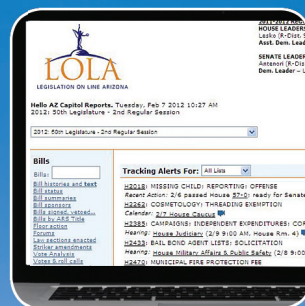 HOUSE LEADERS
Lesko (R-Dist.
Asst. Dem. Lead
SENATE LEADER
Antenori (R-Dis
Dem. Leader – L
LOLA
LEGISLATION ON LINE ARIZONA
Hello AZ Capitol Reports. Tuesday, Feb 7 2012 10:27 AM
2012: 50th Legislature - 2nd Regular Session
2012: 50th Legislature - 2nd Regular Session
Bills
Bills:
Bill histories and text
Bill status
Bill summaries
Bill sponsors
Bills signed, vetoed...
Bills by ARS Title
Floor action
Forums
Law sections enacted
Striker amendments
Vote Analysis
Votes & roll calls
Tracking Alerts For: All Lists
H2018: MISSING CHILD; REPORTING; OFFENSE
Recent Action: 2/6 passed House 57-0; ready for Senate
H2262: COSMETOLOGY; THREADING EXEMPTION
Calendar: 2/7 House Caucus
H2385: CAMPAIGNS; INDEPENDENT EXPENDITURES; COR
Hearing: House Judiciary (2/9 9:00 AM. House Rm. 4)
H2433: BAIL BOND AGENT LISTS; SOLICITATION
Hearing: House Military Affairs & Public Safety (2/8 9:00
H2470: MUNICIPAL FIRE PROTECTION FEE